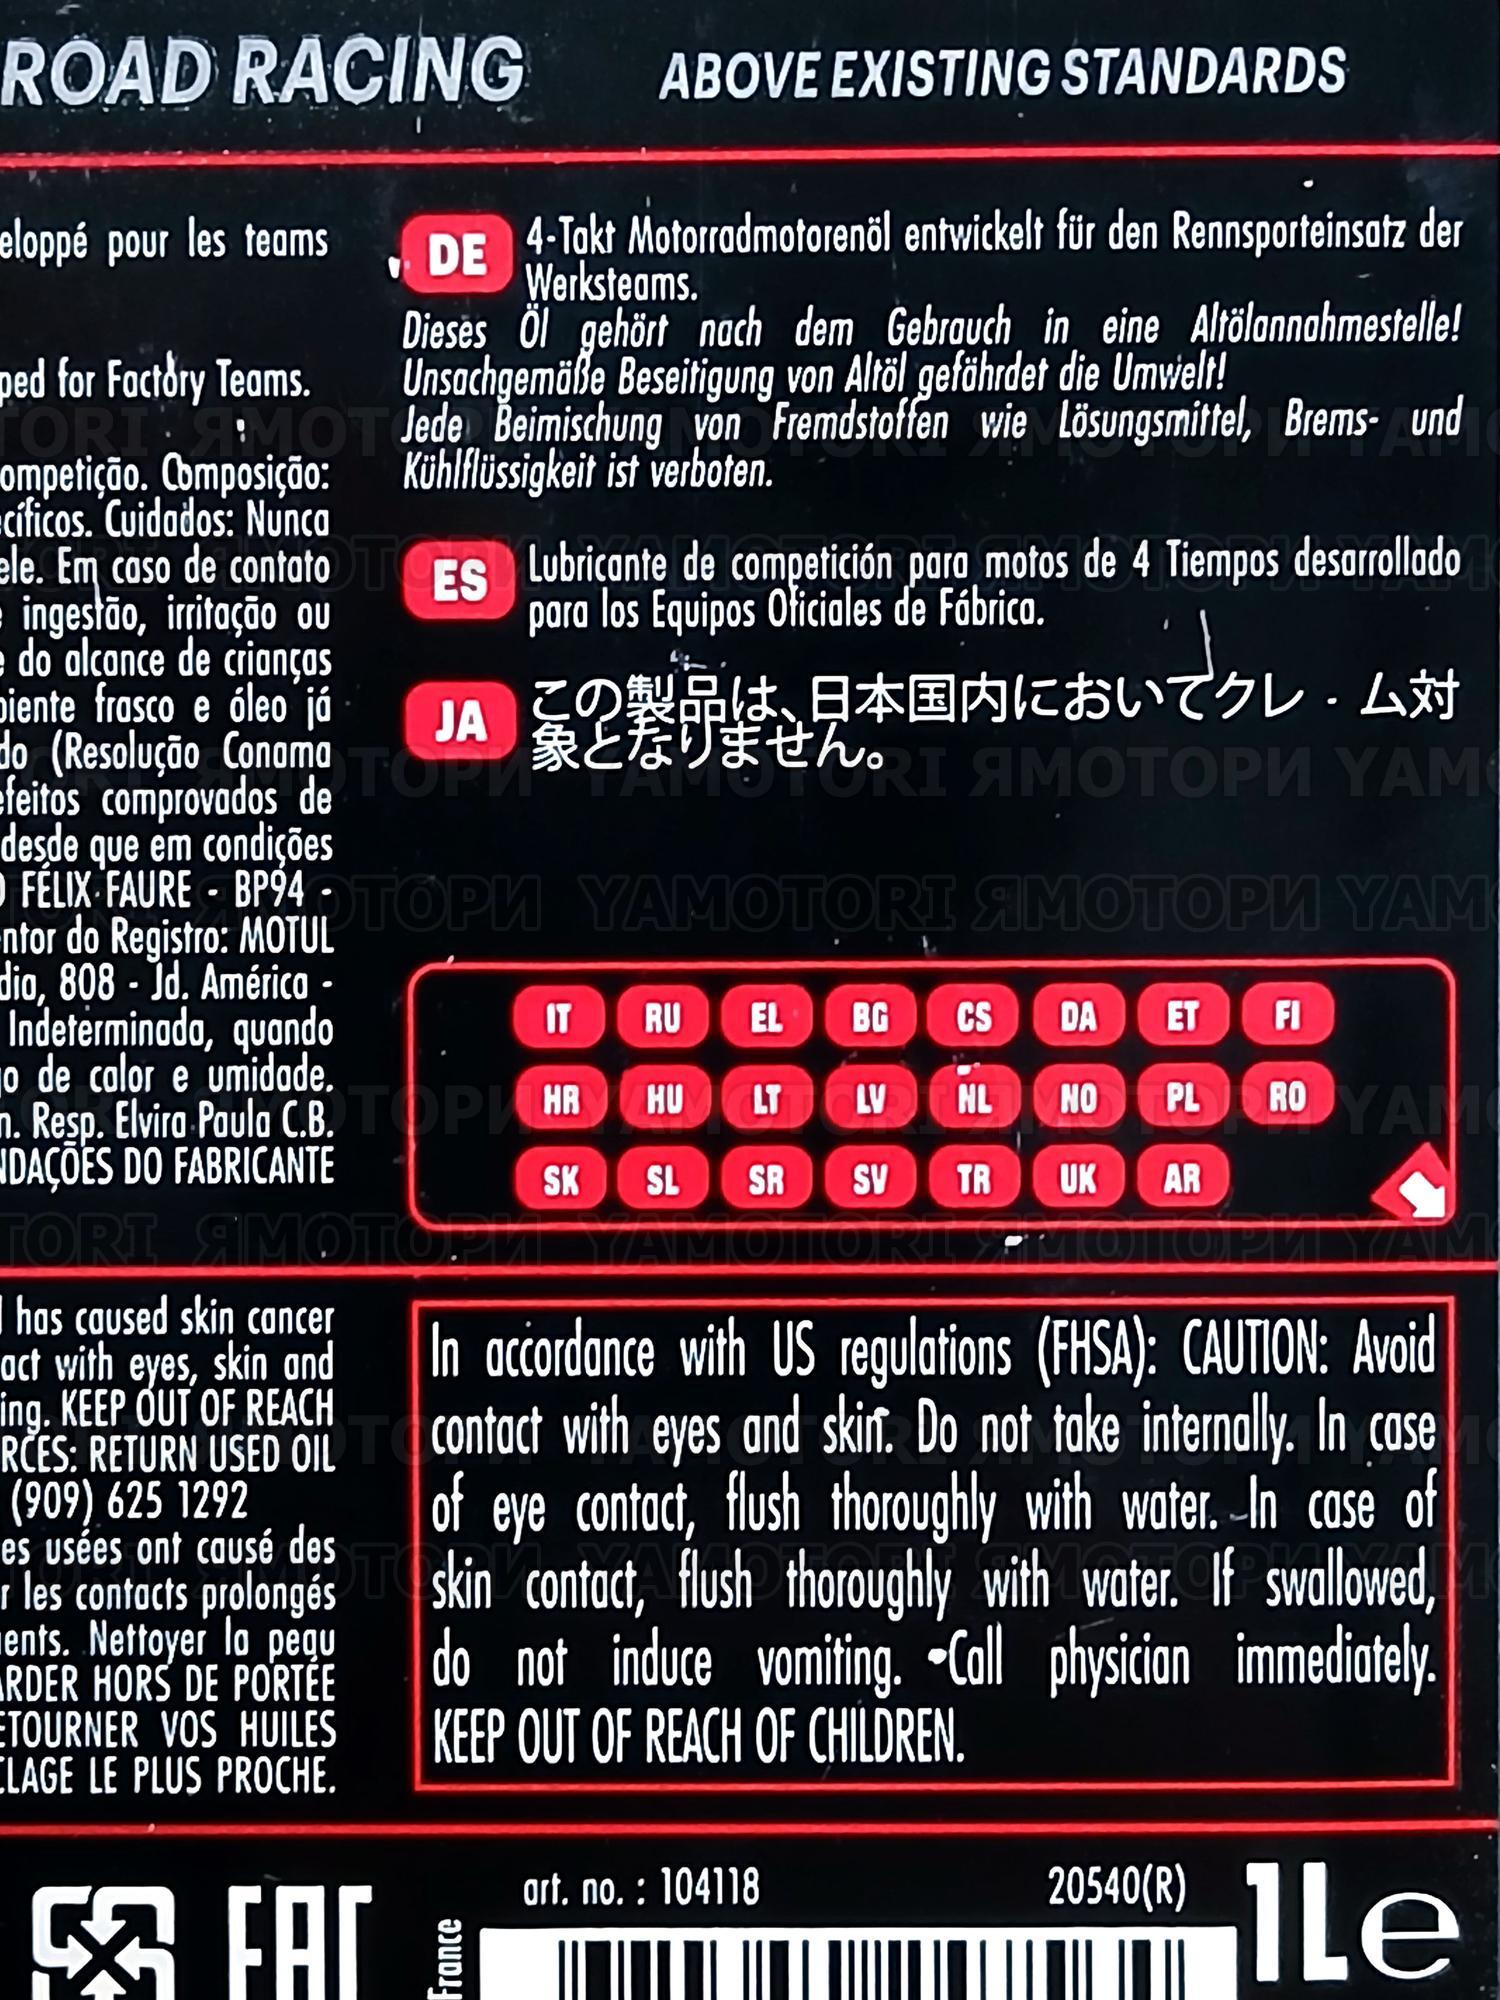 ROAD RACING
ABOVE EXISTING STANDARDS
eloppé pour les teams
ped for Factory Teams.
ompetição. Composição:
cíficos. Cuidados: Nunca
ele. Em caso de contato
ingestão, irritação ou
e do alcance de crianças
biente frasco e óleo já
do (Resolução Conama
efeitos comprovados de
desde que em condições
FÉLIX FAURE - BP94 -
ntor do Registro: MOTUL
dia, 808 - Jd. América -
Indeterminada, quando
go de calor e umidade.
n. Resp. Elvira Paula C.B.
NDAÇÕES DO FABRICANTE
DE 4-Takt Motorradmotorenöl entwickelt für den Rennsporteinsatz der
Werksteams.
Dieses Öl gehört nach dem Gebrauch in eine Altölannahmestelle!
Unsachgemäße Beseitigung von Altöl gefährdet die Umwelt!
Jede Beimischung von Fremdstoffen wie Lösungsmittel, Brems- und
Kühlflüssigkeit ist verboten.
ES Lubricante de competición para motos de 4 Tiempos desarrollado
para los Equipos Oficiales de Fábrica.
JA この製品は、日本国内においてクレ - ム対
象となりません。
IT RU EL BG CS DA ET FI
HR HU LT LV NL NO PL RO
SK SL SR SV TR UK AR
has caused skin cancer
act with eyes, skin and
ing. KEEP OUT OF REACH
RCES: RETURN USED OIL
(909) 625 1292
es usées ont causé des
r les contacts prolongés
ents. Nettoyer la peau
ARDER HORS DE PORTÉE
ETOURNER VOS HUILES
CLAGE LE PLUS PROCHE.
In accordance with US regulations (FHSA): CAUTION: Avoid
contact with eyes and skin. Do not take internally. In case
of eye contact, flush thoroughly with water. In case of
skin contact, flush thoroughly with water. If swallowed,
do not induce vomiting. Call physician immediately.
KEEP OUT OF REACH OF CHILDREN.
EAC
France
art. no. : 104118
20540(R)
1L e
YAMOTORI ЯМОТОРИ